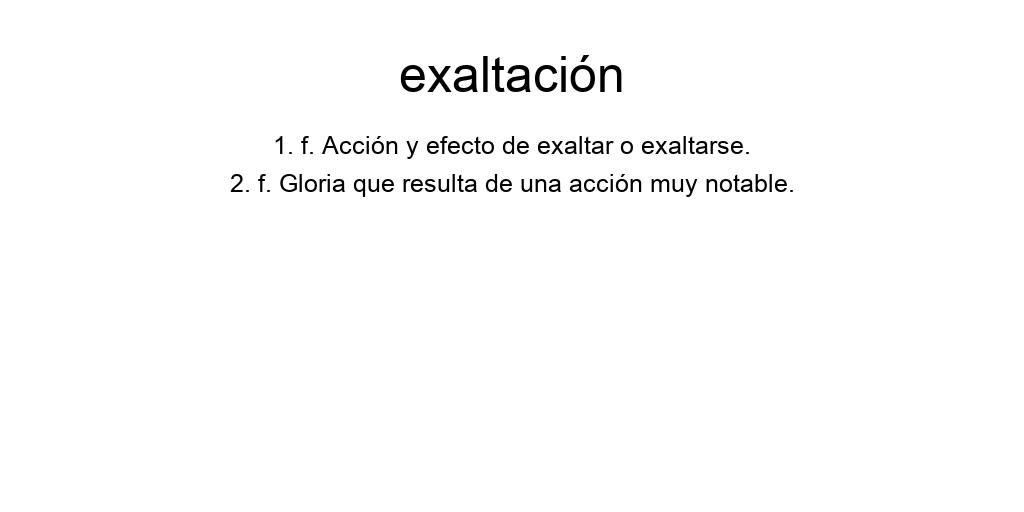 exaltación
1. f. Acción y efecto de exaltar o exaltarse.
2. f. Gloria que resulta de una acción muy notable.